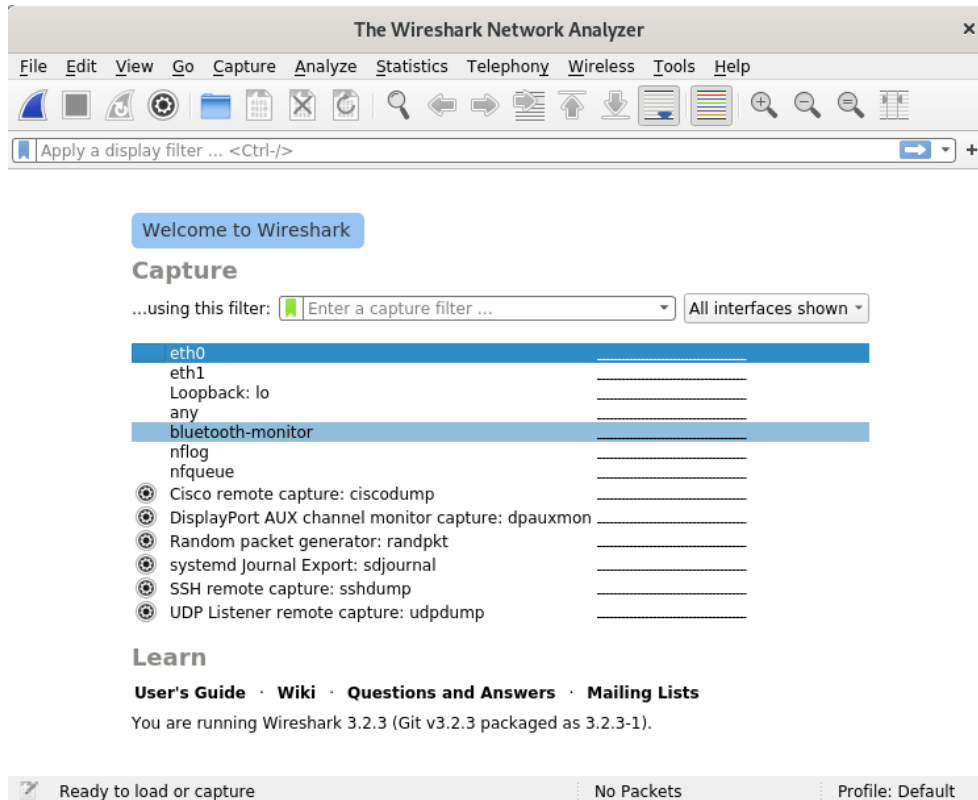 The Wireshark Network Analyzer ×
File Edit View Go Capture Analyze Statistics Telephony Wireless Tools Help
Apply a display filter ... <Ctrl-/> +
Welcome to Wireshark
Capture
...using this filter: Enter a capture filter ... All interfaces shown
eth0
eth1
Loopback: lo
any
bluetooth-monitor
nflog
nfqueue
Cisco remote capture: ciscodump
DisplayPort AUX channel monitor capture: dpauxmon
Random packet generator: randpkt
systemd Journal Export: sdjournal
SSH remote capture: sshdump
UDP Listener remote capture: udpdump
Learn
User's Guide · Wiki · Questions and Answers · Mailing Lists
You are running Wireshark 3.2.3 (Git v3.2.3 packaged as 3.2.3-1).
Ready to load or capture No Packets Profile: Default